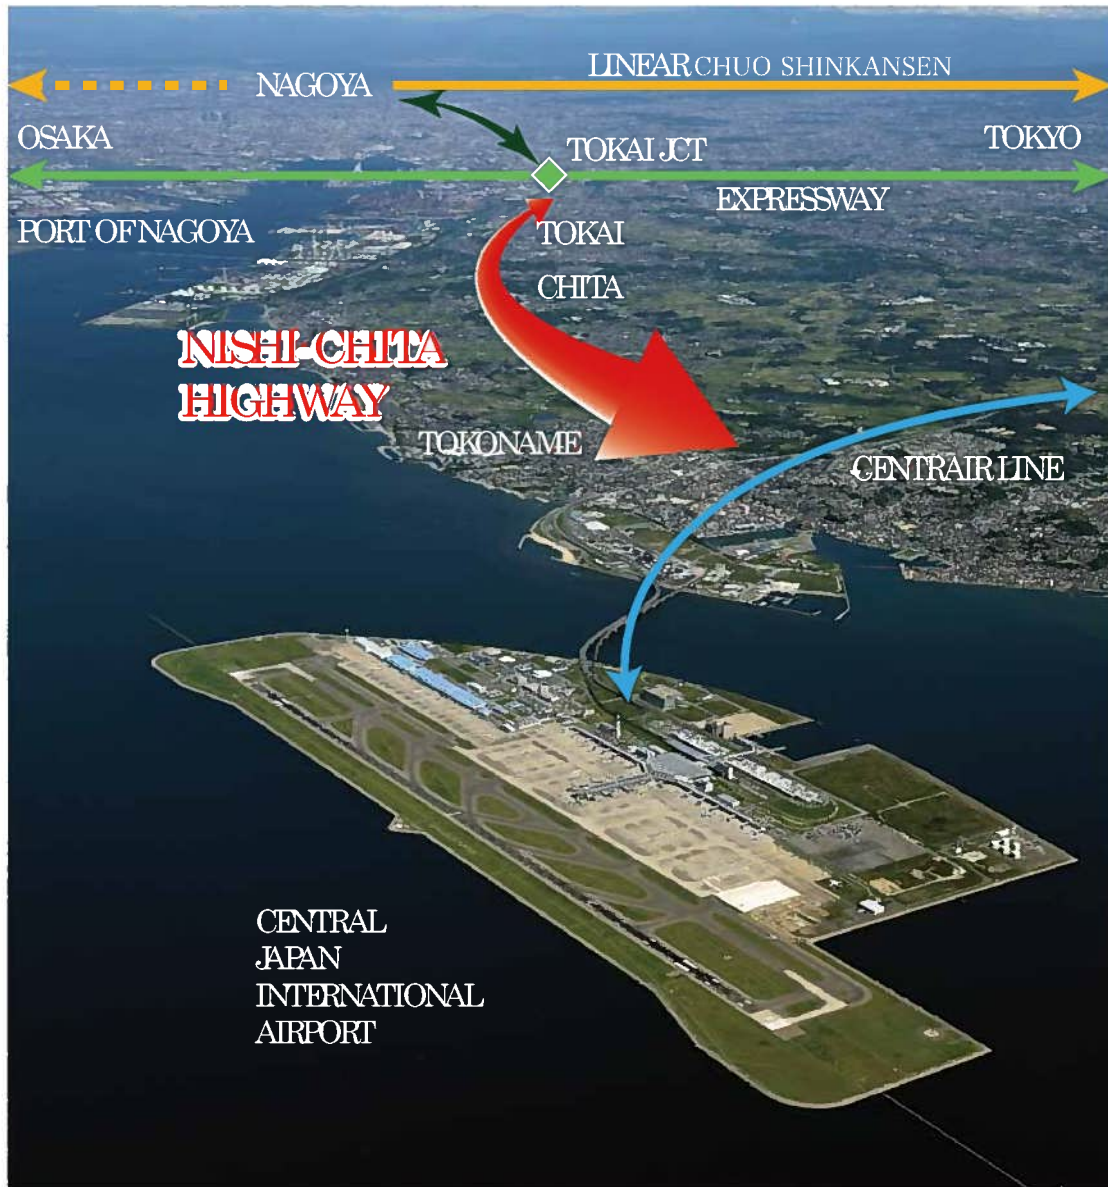 LINEAR CHUO SHINKANSEN
NAGOYA
OSAKA
TOKYO
TOKAI JCT
EXPRESSWAY
PORT OF NAGOYA
TOKAI
CHITA
NISHI-CHITA
HIGHWAY
TOKONAME
CENTRAIR LINE
CENTRAL
JAPAN
INTERNATIONAL
AIRPORT